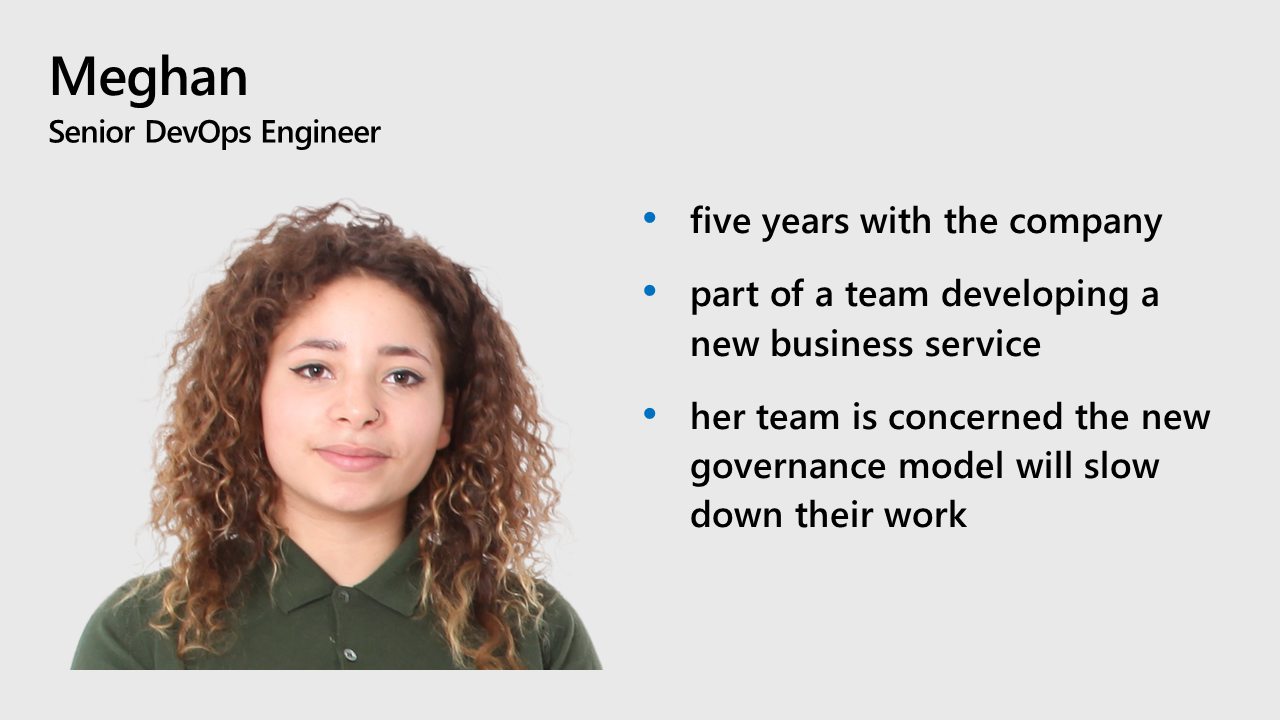 Meghan
Senior DevOps Engineer
• five years with the company
• part of a team developing a
new business service
• her team is concerned the new
governance model will slow
down their work